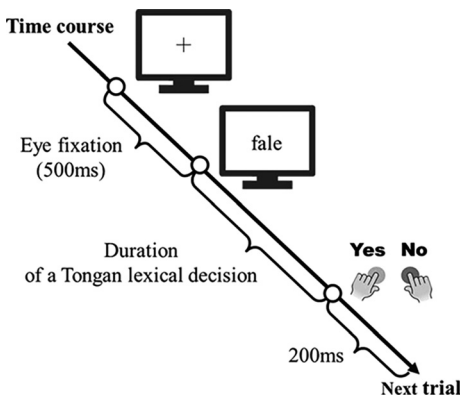 Time course
+
Eye fixation
(500ms)
fale
Duration
of a Tongan lexical decision
Yes No
200ms
Next trial